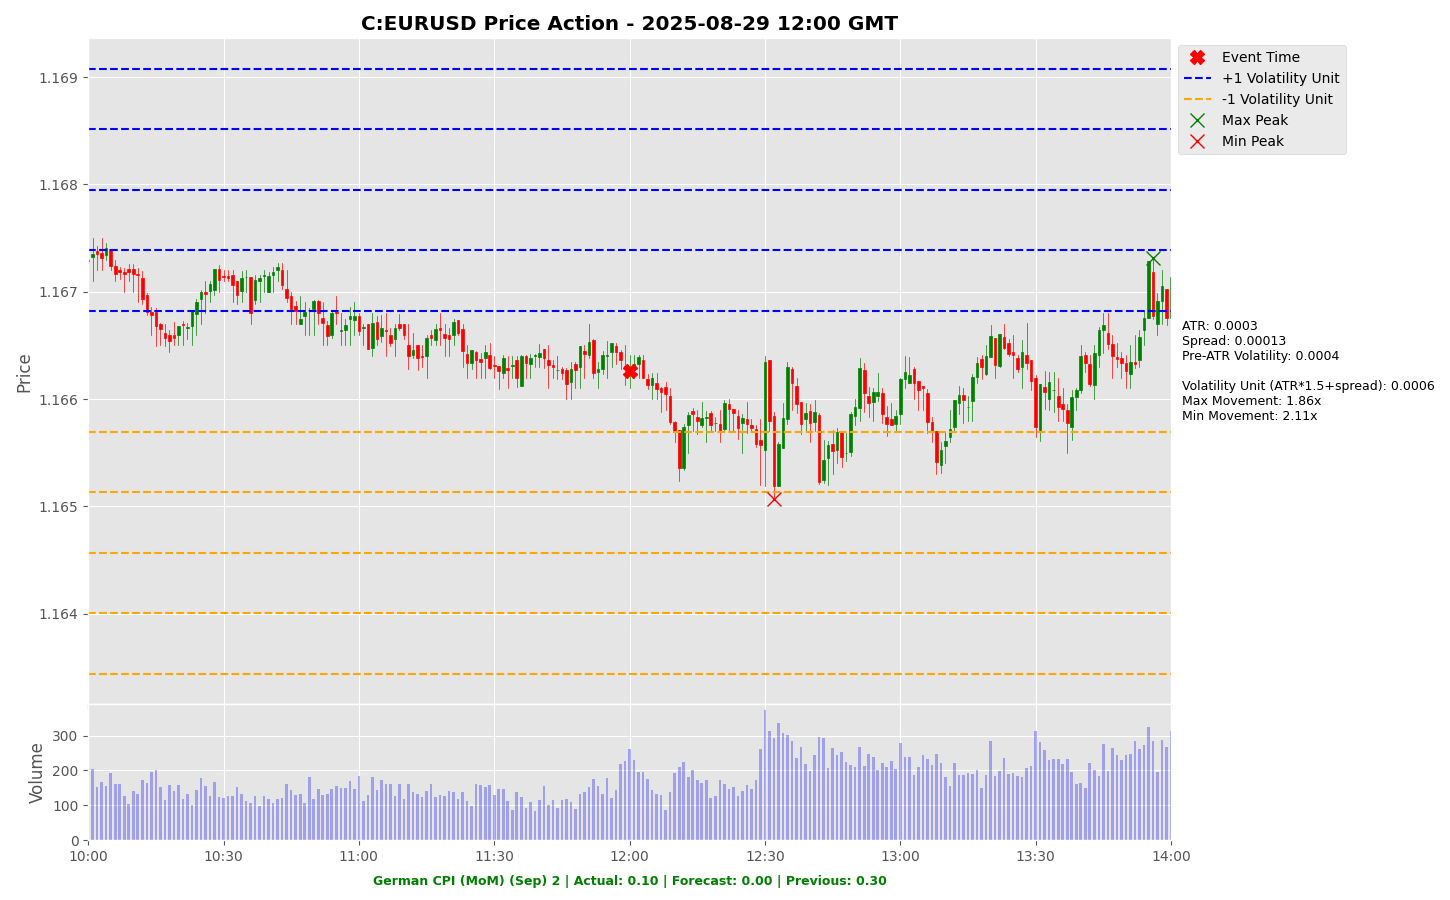 C:EURUSD Price Action - 2025-08-29 12:00 GMT
Event Time
+1 Volatility Unit
-1 Volatility Unit
Max Peak
Min Peak
Price
1.169
1.168
1.167
1.166
1.165
1.164
ATR: 0.0003
Spread: 0.00013
Pre-ATR Volatility: 0.0004
Volatility Unit (ATR*1.5+spread): 0.0006
Max Movement: 1.86x
Min Movement: 2.11x
Volume
300
200
100
0
10:00 10:30 11:00 11:30 12:00 12:30 13:00 13:30 14:00
German CPI (MoM) (Sep) 2 | Actual: 0.10 | Forecast: 0.00 | Previous: 0.30